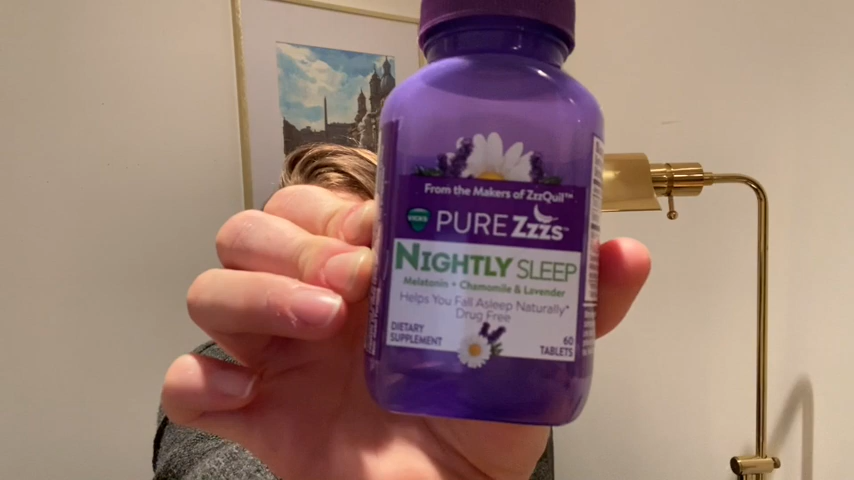 From the Makers of ZzzQuil™
VICKS PURE Zzzs™
NIGHTLY SLEEP
Melatonin + Chamomile & Lavender
Helps You Fall Asleep Naturally*
Drug Free
DIETARY
SUPPLEMENT
60
TABLETS